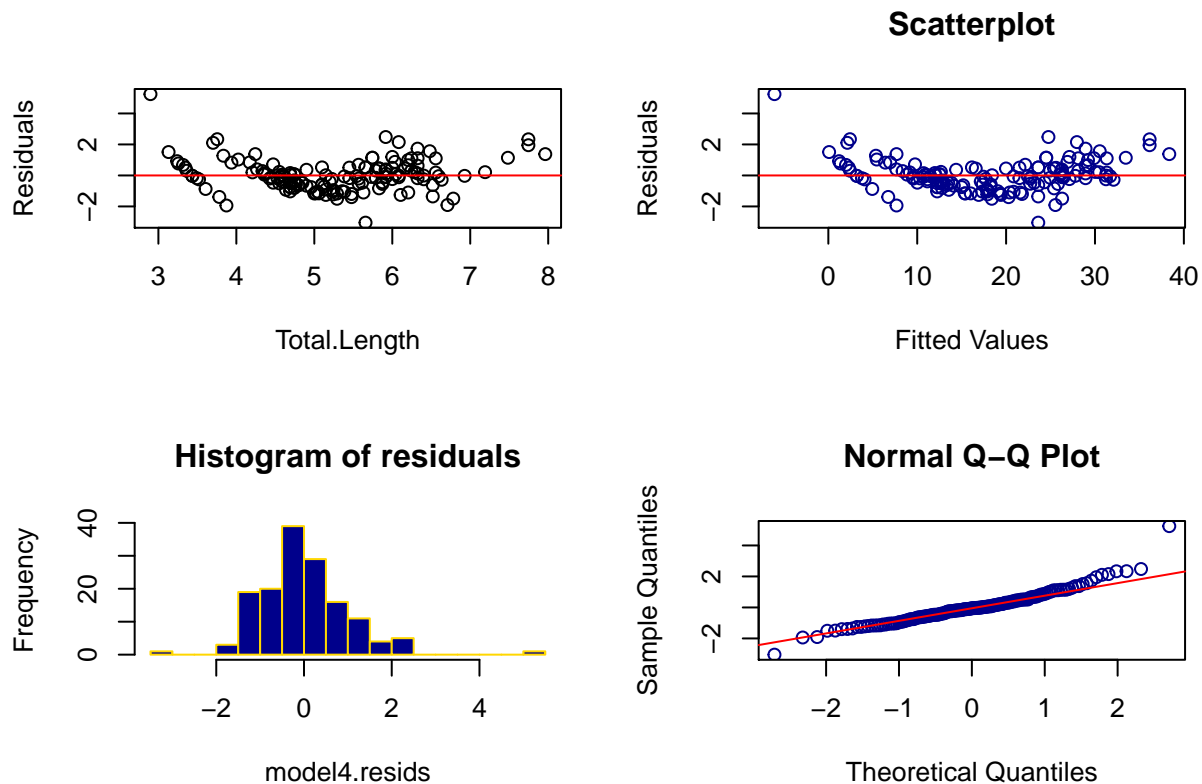 Residuals
2
−2
3 4 5 6 7 8
Total.Length
Scatterplot
Residuals
2
−2
0 10 20 30 40
Fitted Values
Histogram of residuals
Frequency
40
20
0
−2 0 2 4
model4.resids
Normal Q−Q Plot
Sample Quantiles
2
−2
−2 −1 0 1 2
Theoretical Quantiles